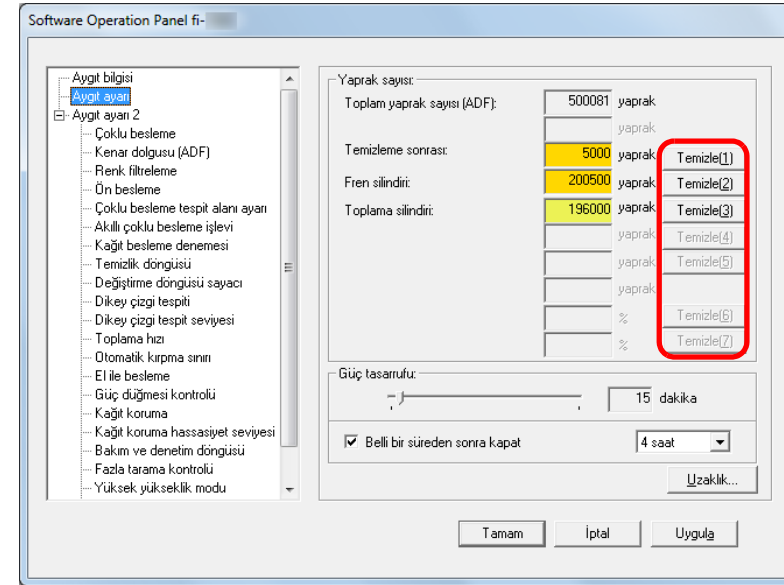 Software Operation Panel fi-
Aygıt bilgisi
Aygıt ayarı
Aygıt ayarı 2
Çoklu besleme
Kenar dolgusu (ADF)
Renk filtreleme
Ön besleme
Çoklu besleme tespit alanı ayarı
Akıllı çoklu besleme işlevi
Kağıt besleme denemesi
Temizlik döngüsü
Değiştirme döngüsü sayacı
Dikey çizgi tespiti
Dikey çizgi tespit seviyesi
Toplama hızı
Otomatik kırpma sınırı
El ile besleme
Güç düğmesi kontrolü
Kağıt koruma
Kağıt koruma hassasiyet seviyesi
Bakım ve denetim döngüsü
Fazla tarama kontrolü
Yüksek yükseklik modu
Yaprak sayısı:
Toplam yaprak sayısı (ADF): 500081 yaprak
yaprak
Temizleme sonrası: 5000 yaprak Temizle(1)
Fren silindiri: 200500 yaprak Temizle(2)
Toplama silindiri: 196000 yaprak Temizle(3)
yaprak Temizle(4)
yaprak Temizle(5)
yaprak
% Temizle(6)
% Temizle(7)
Güç tasarrufu:
15 dakika
Belli bir süreden sonra kapat 4 saat
Uzaklık...
Tamam İptal Uygula